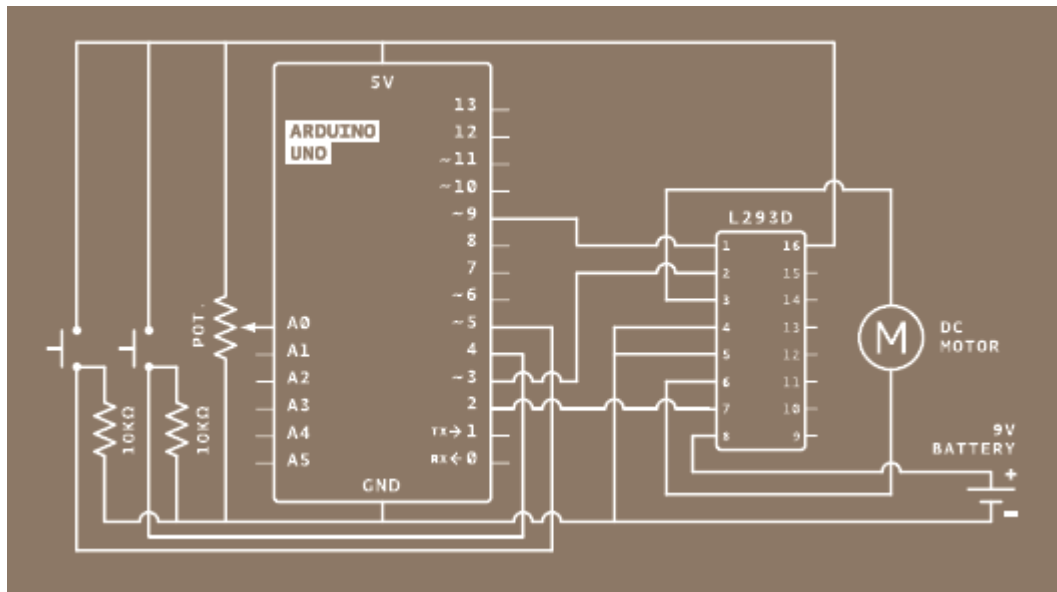 5V
ARDUINO
UNO
13
12
~11
~10
~9
8
7
~6
~5
4
~3
2
TX→1
RX←0
A0
A1
A2
A3
A4
A5
GND
POT.
10KΩ
10KΩ
L293D
1 16
2 15
3 14
4 13
5 12
6 11
7 10
8 9
M
DC
MOTOR
9V
BATTERY
+
-